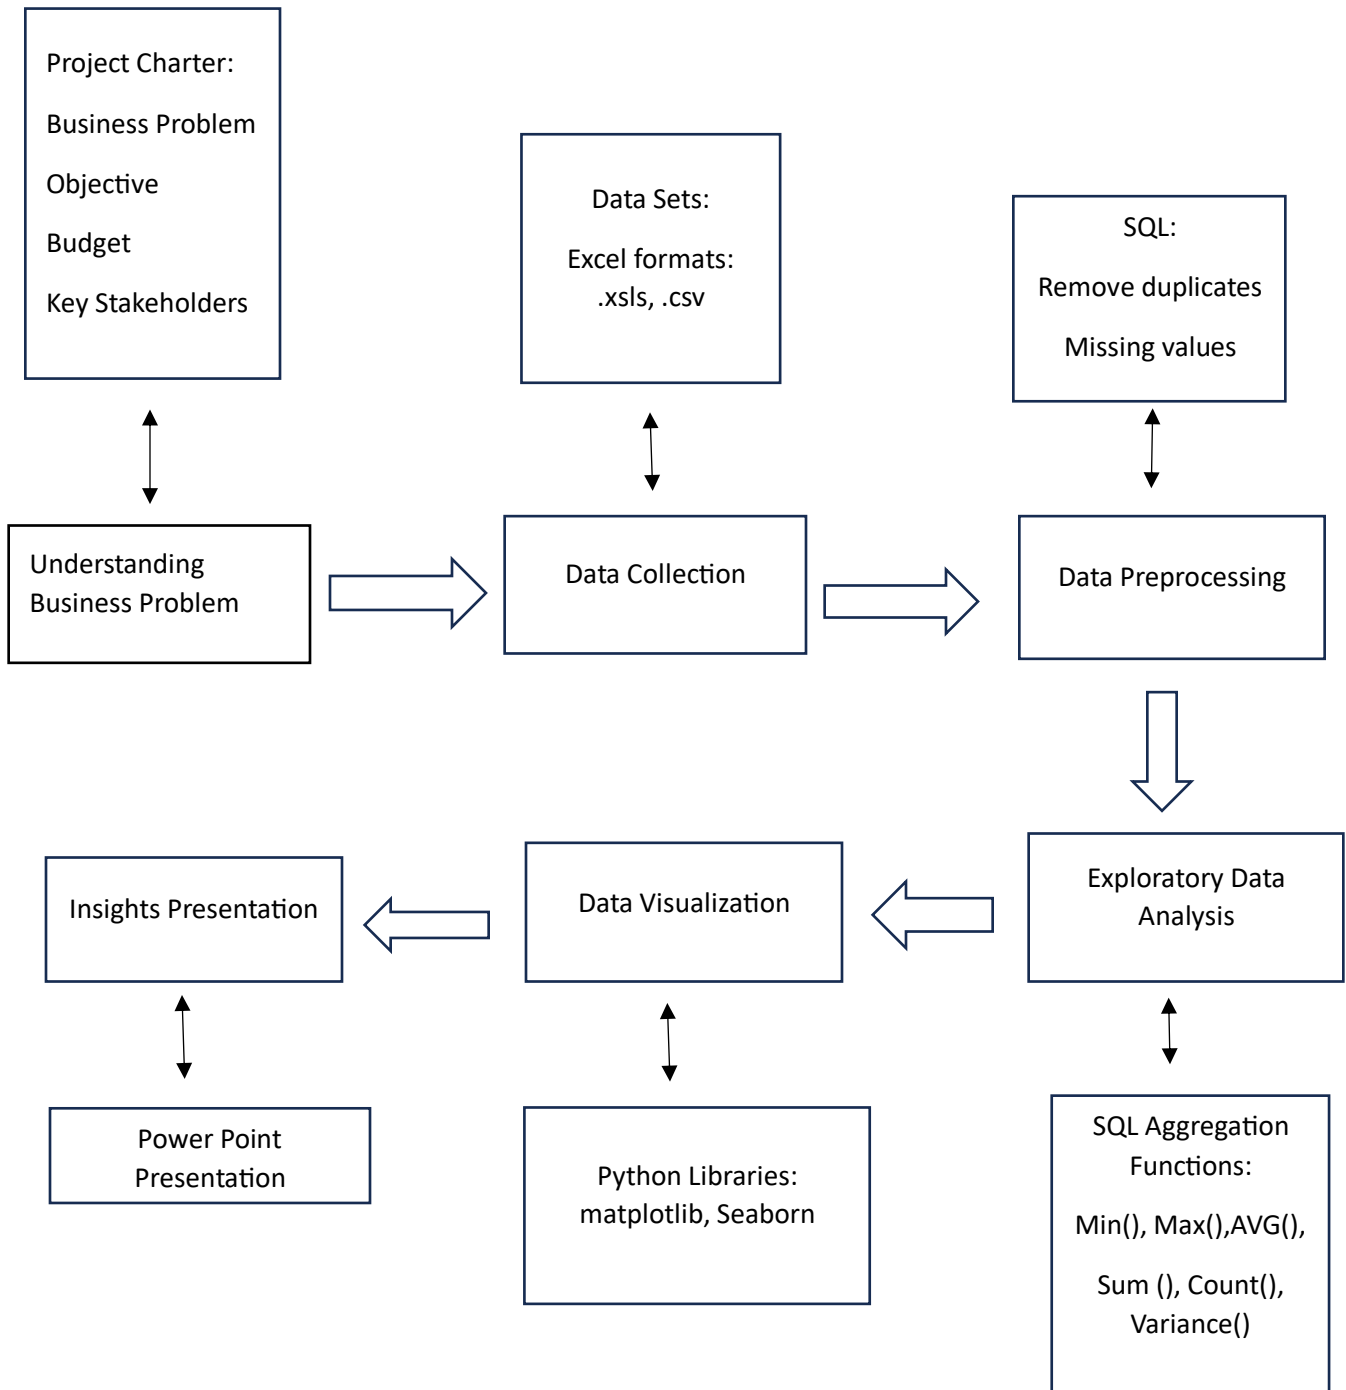 Project Charter:
Business Problem
Objective
Budget
Key Stakeholders
Data Sets:
Excel formats:
.xsls, .csv
SQL:
Remove duplicates
Missing values
Understanding
Business Problem
Data Collection
Data Preprocessing
Exploratory Data
Analysis
Data Visualization
Insights Presentation
Power Point
Presentation
Python Libraries:
matplotlib, Seaborn
SQL Aggregation
Functions:
Min(), Max(),AVG(),
Sum (), Count(),
Variance()